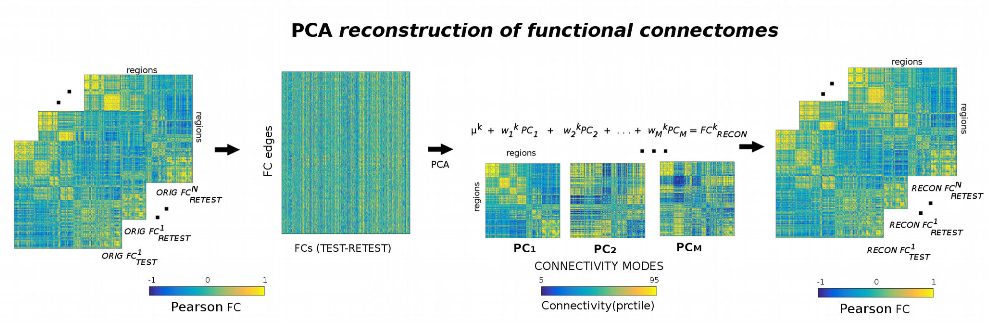 PCA reconstruction of functional connectomes
regions
regions
ORIG FC^N_RETEST
ORIG FC^1_RETEST
ORIG FC^1_TEST
-1 0 1
Pearson FC
FC edges
FCs (TEST-RETEST)
PCA
μ^k + w_1^k PC_1 + w_2^k PC_2 + . . . + w_M^k PC_M = FC^k_RECON
regions
regions
PC1 PC2 PCM
CONNECTIVITY MODES
5 95
Connectivity(prctile)
regions
regions
RECON FC^N_RETEST
RECON FC^1_RETEST
RECON FC^1_TEST
-1 0 1
Pearson FC